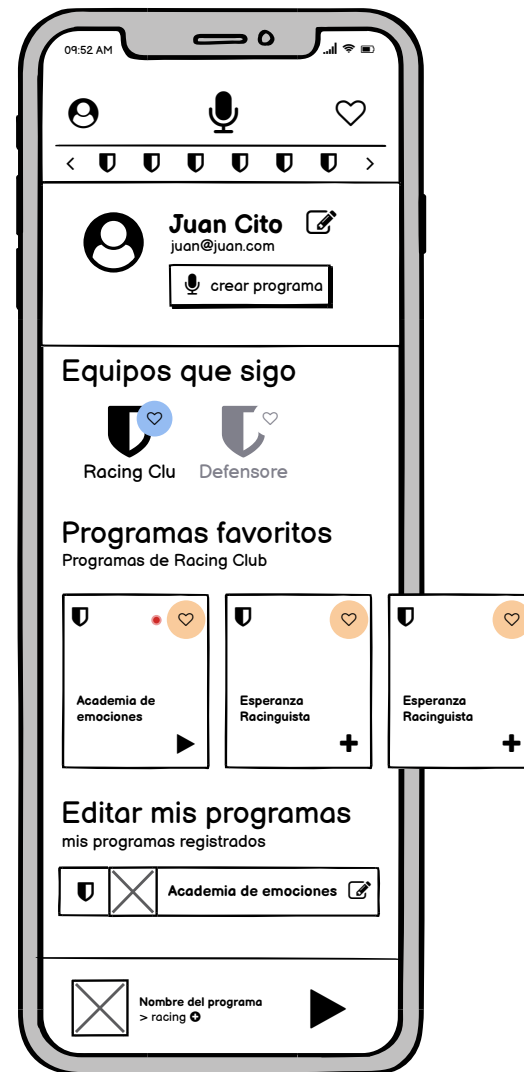 09:52 AM
Juan Cito
juan@juan.com
crear programa
Equipos que sigo
Racing Clu
Defensore
Programas favoritos
Programas de Racing Club
Academia de
emociones
Esperanza
Racinguista
Esperanza
Racinguista
Editar mis programas
mis programas registrados
Academia de emociones
Nombre del programa
> racing